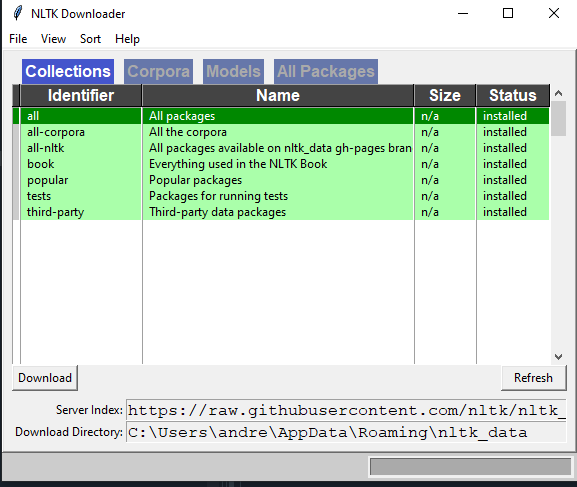 NLTK Downloader
File View Sort Help
Collections Corpora Models All Packages
Identifier Name Size Status
all All packages n/a installed
all-corpora All the corpora n/a installed
all-nltk All packages available on nltk_data gh-pages bran n/a installed
book Everything used in the NLTK Book n/a installed
popular Popular packages n/a installed
tests Packages for running tests n/a installed
third-party Third-party data packages n/a installed
Download Refresh
Server Index: https://raw.githubusercontent.com/nltk/nltk_
Download Directory: C:\Users\andre\AppData\Roaming\nltk_data